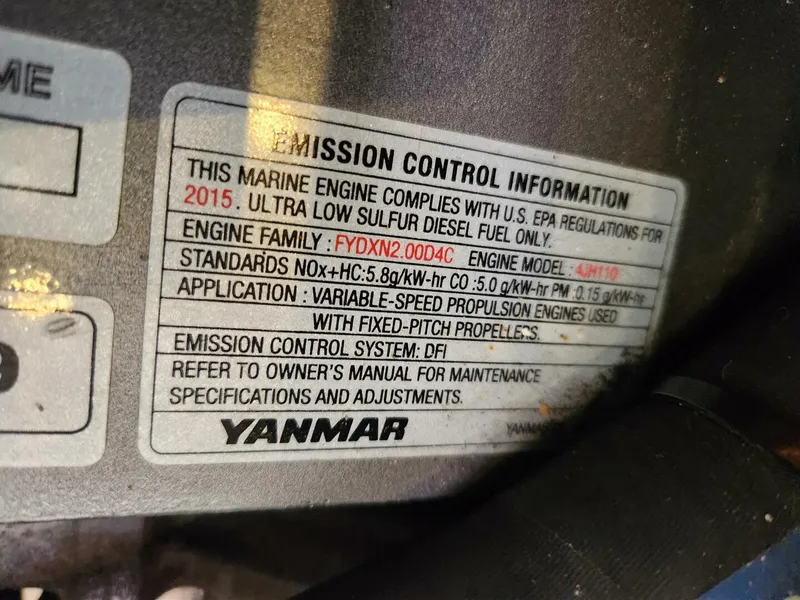 ME
EMISSION CONTROL INFORMATION
THIS MARINE ENGINE COMPLIES WITH U.S. EPA REGULATIONS FOR
2015. ULTRA LOW SULFUR DIESEL FUEL ONLY.
ENGINE FAMILY : FYDXN2.00D4C ENGINE MODEL : 4JH110
STANDARDS NOx+HC:5.8g/kW-hr CO :5.0 g/kW-hr PM :0.15 g/kW-hr
APPLICATION : VARIABLE-SPEED PROPULSION ENGINES USED
WITH FIXED-PITCH PROPELLERS.
EMISSION CONTROL SYSTEM: DFI
REFER TO OWNER'S MANUAL FOR MAINTENANCE
SPECIFICATIONS AND ADJUSTMENTS.
YANMAR YANMAR